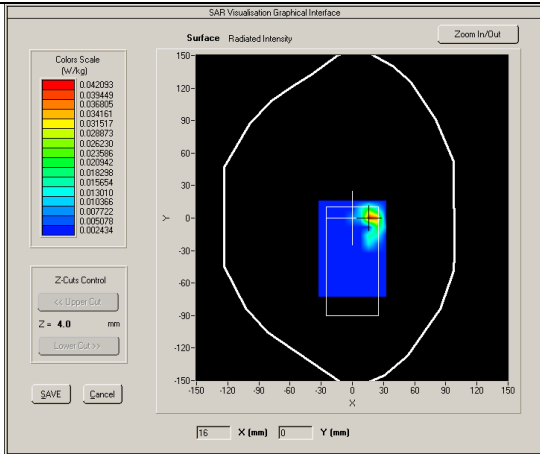 SAR Visualisation Graphical Interface
Surface Radiated Intensity
Zoom In/Out
Colors Scale
(W/kg)
0.042093
0.039449
0.036805
0.034161
0.031517
0.028873
0.026230
0.023586
0.020942
0.018298
0.015654
0.013010
0.010366
0.007722
0.005078
0.002434
Z-Cuts Control
<< Upper Cut
Z = 4.0 mm
Lower Cut >>
SAVE Cancel
Y
150
120
90
60
30
0
-30
-60
-90
-120
-150
-150 -120 -90 -60 -30 0 30 60 90 120 150
X
16 X (mm) 0 Y (mm)